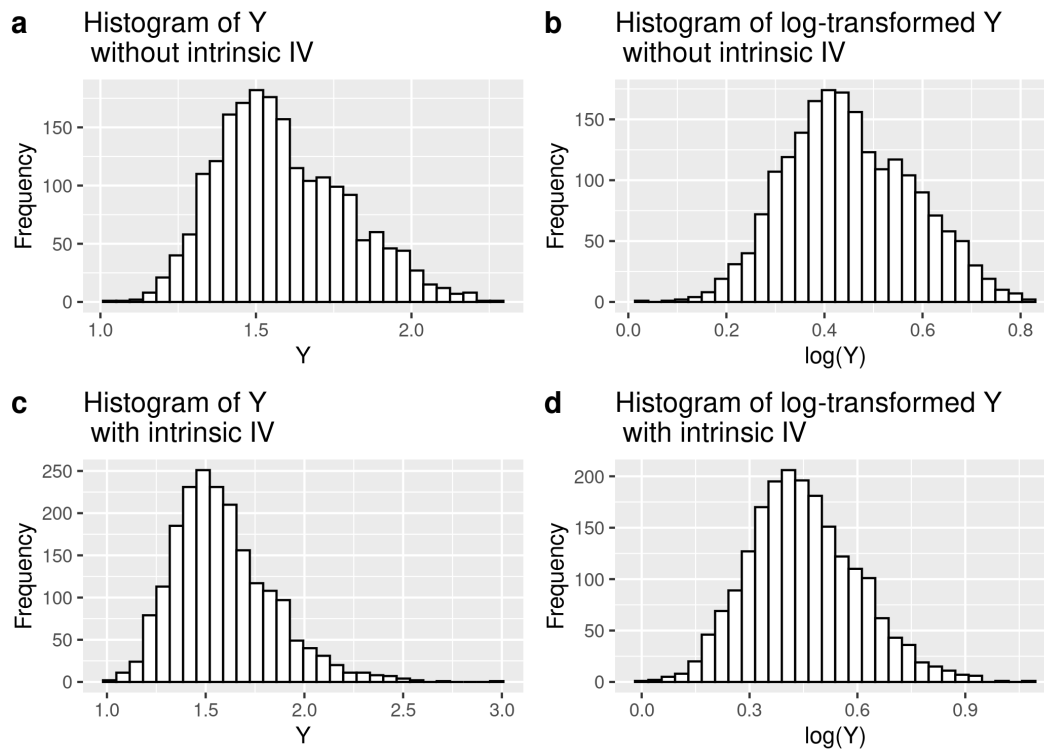 a
Histogram of Y
without intrinsic IV
150
100
50
0
Frequency
1.0 1.5 2.0
Y
b
Histogram of log-transformed Y
without intrinsic IV
150
100
50
0
Frequency
0.0 0.2 0.4 0.6 0.8
log(Y)
c
Histogram of Y
with intrinsic IV
250
200
150
100
50
0
Frequency
1.0 1.5 2.0 2.5 3.0
Y
d
Histogram of log-transformed Y
with intrinsic IV
200
150
100
50
0
Frequency
0.0 0.3 0.6 0.9
log(Y)